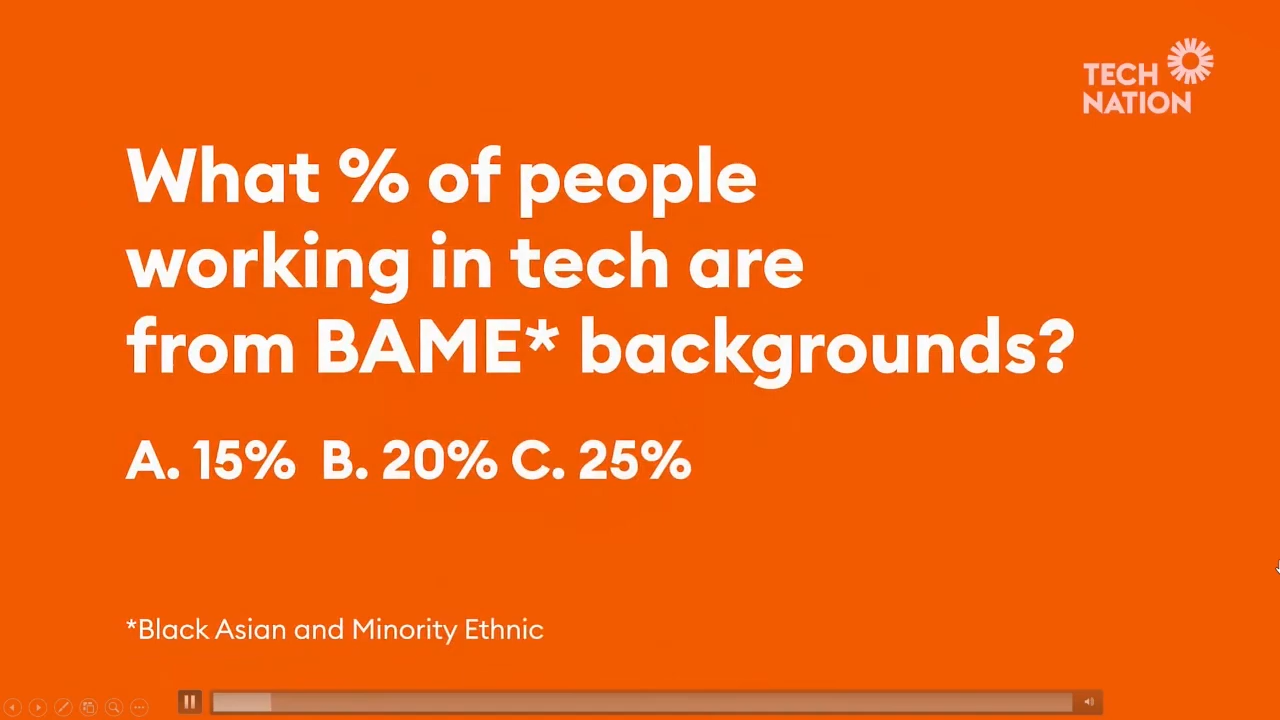 TECH
NATION
What % of people
working in tech are
from BAME* backgrounds?
A. 15% B. 20% C. 25%
*Black Asian and Minority Ethnic